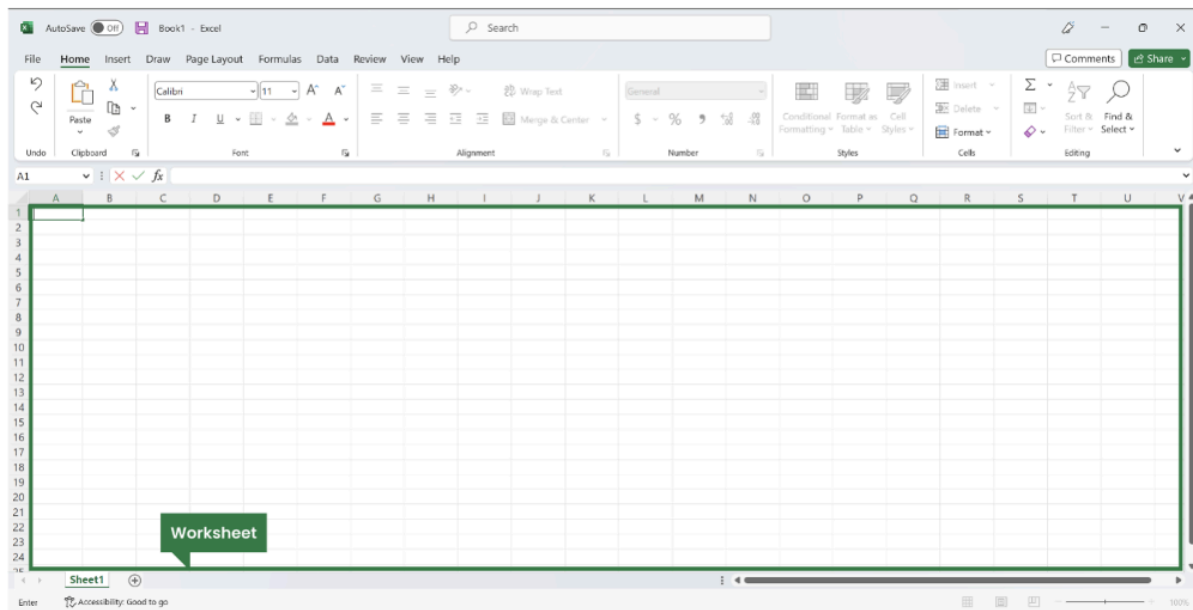 AutoSave Off Book1 - Excel Search
File Home Insert Draw Page Layout Formulas Data Review View Help Comments Share
Calibri 11 A^ A˅ Wrap Text General Insert Σ
Paste B I U A Merge & Center $ % 9 Conditional Formatting Format as Table Cell Styles Delete Format Sort & Filter Find & Select
Undo Clipboard Font Alignment Number Styles Cells Editing
A1 fx
A B C D E F G H I J K L M N O P Q R S T U V
1
2
3
4
5
6
7
8
9
10
11
12
13
14
15
16
17
18
19
20
21
22
Worksheet
23
24
25
Sheet1
Enter Accessibility: Good to go 100%